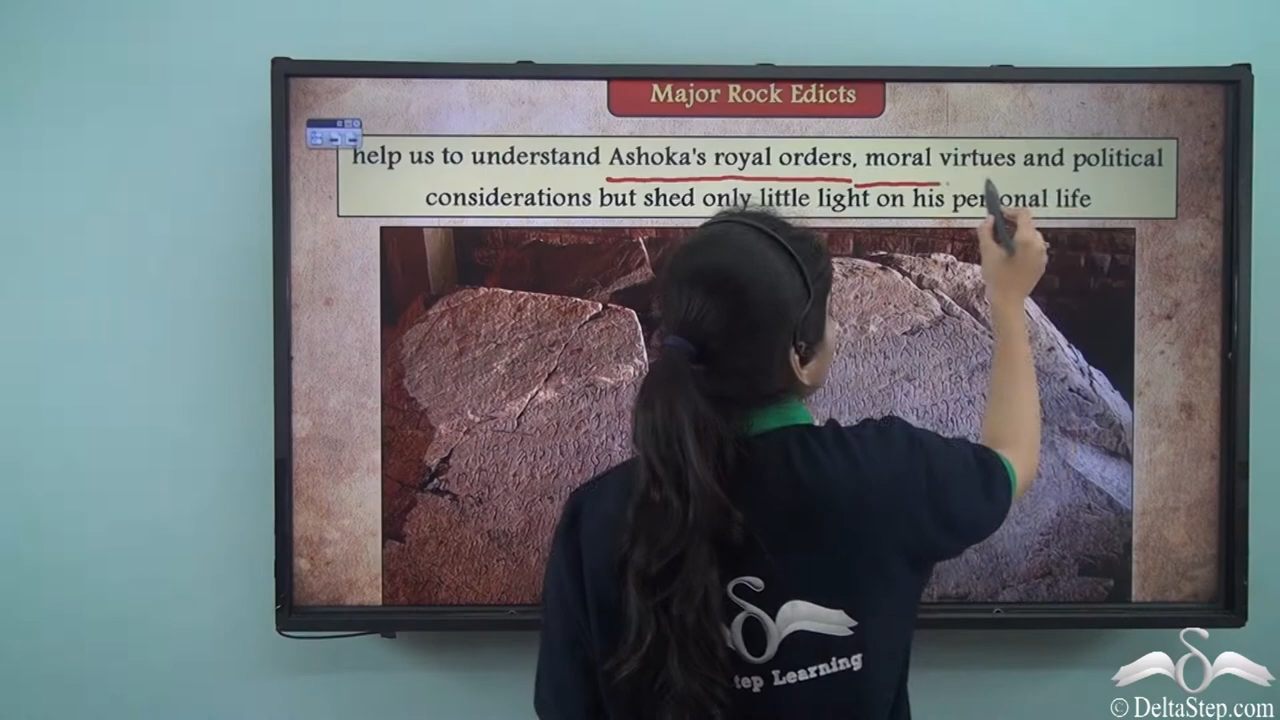 Major Rock Edicts
help us to understand Ashoka's royal orders, moral virtues and political
considerations but shed only little light on his personal life
tep Learning
© DeltaStep.com